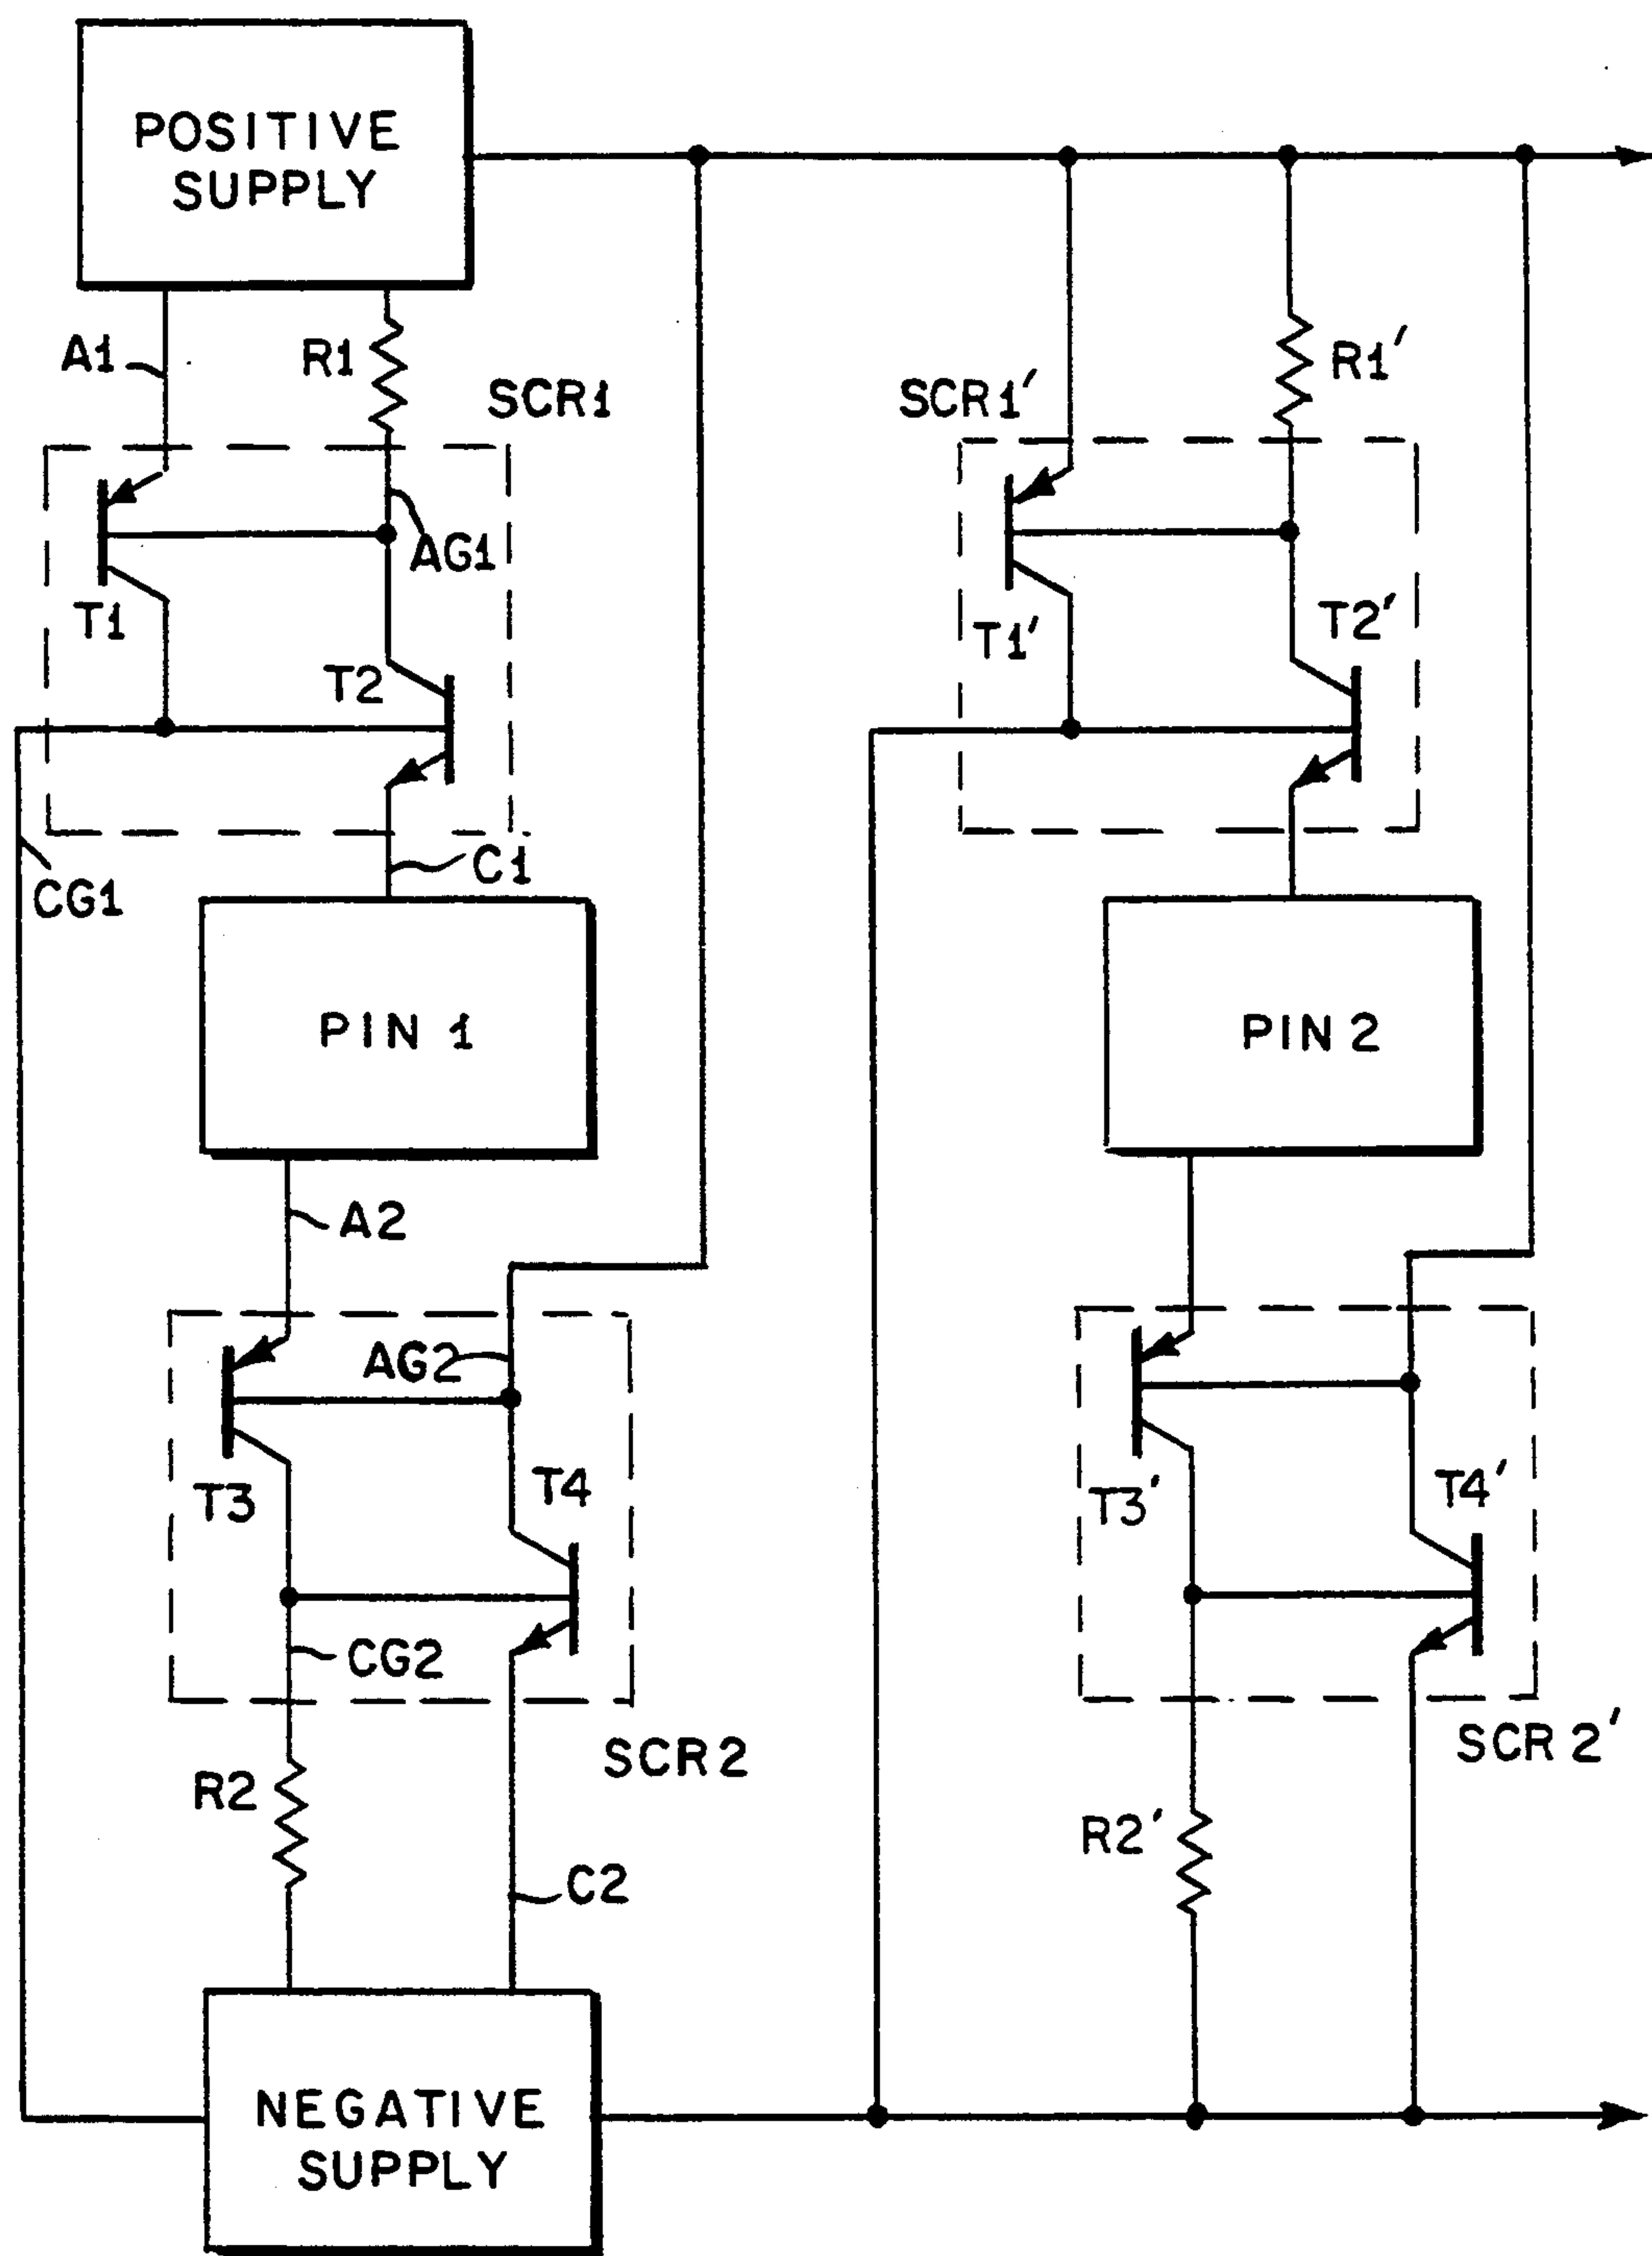 POSITIVE
SUPPLY
A1
R1
SCR1
SCR1'
R1'
AG1
T1
T2
T1'
T2'
CG1
C1
PIN 1
PIN 2
A2
AG2
T3
T4
T3'
T4'
CG2
SCR2
SCR 2'
R2
R2'
C2
NEGATIVE
SUPPLY